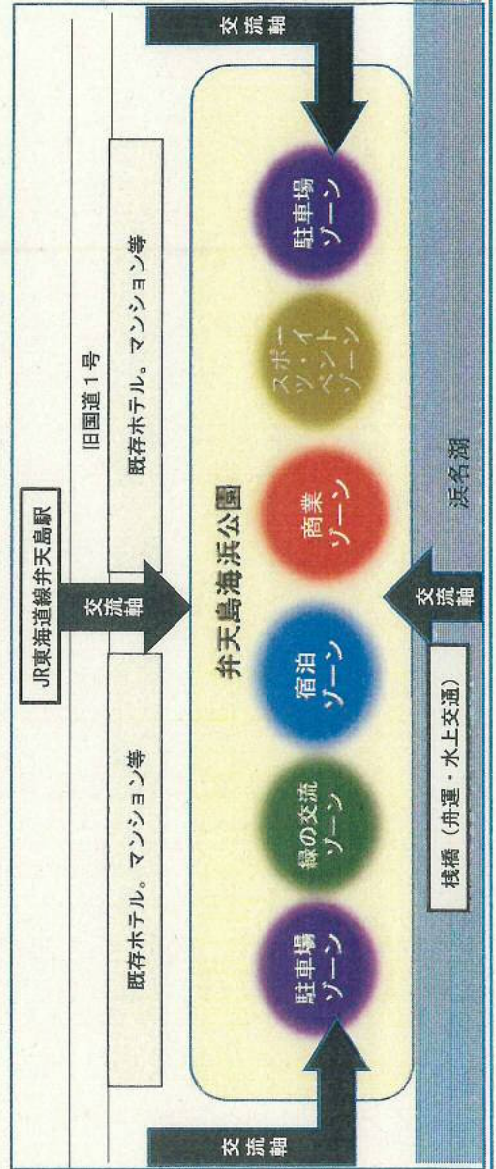 JR東海道線弁天島駅
旧国道1号
交流軸
交流
軸
交流軸
既存ホテル。マンション等
既存ホテル。マンション等
弁天島海浜公園
駐車場
ゾーン
緑の交流
ゾーン
宿泊
ゾーン
商業
ゾーン
スポー
ツ・イ
ベント
ゾーン
駐車場
ゾーン
交流
軸
桟橋（舟運・水上交通）
浜名湖